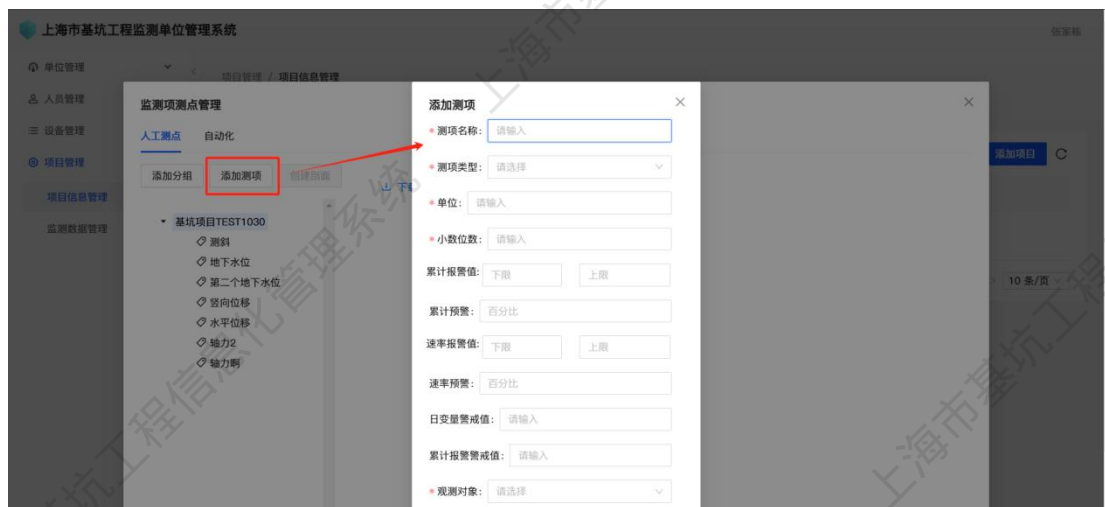 上海市基坑工程监测单位管理系统
张家楠
单位管理
人员管理
设备管理
项目管理
项目信息管理
监测数据管理
项目管理 / 项目信息管理
添加项目
10 条/页
监测项测点管理
人工测点 自动化
添加分组 添加测项 创建剖面
下载
基坑项目TEST1030
测斜
地下水位
第二个地下水位
竖向位移
水平位移
轴力2
轴力啊
添加测项
* 测项名称: 请输入
* 测项类型: 请选择
* 单位: 请输入
* 小数位数: 请输入
累计报警值: 下限 上限
累计预警: 百分比
速率报警值: 下限 上限
速率预警: 百分比
日变量警戒值: 请输入
累计报警警戒值: 请输入
* 观测对象: 请选择